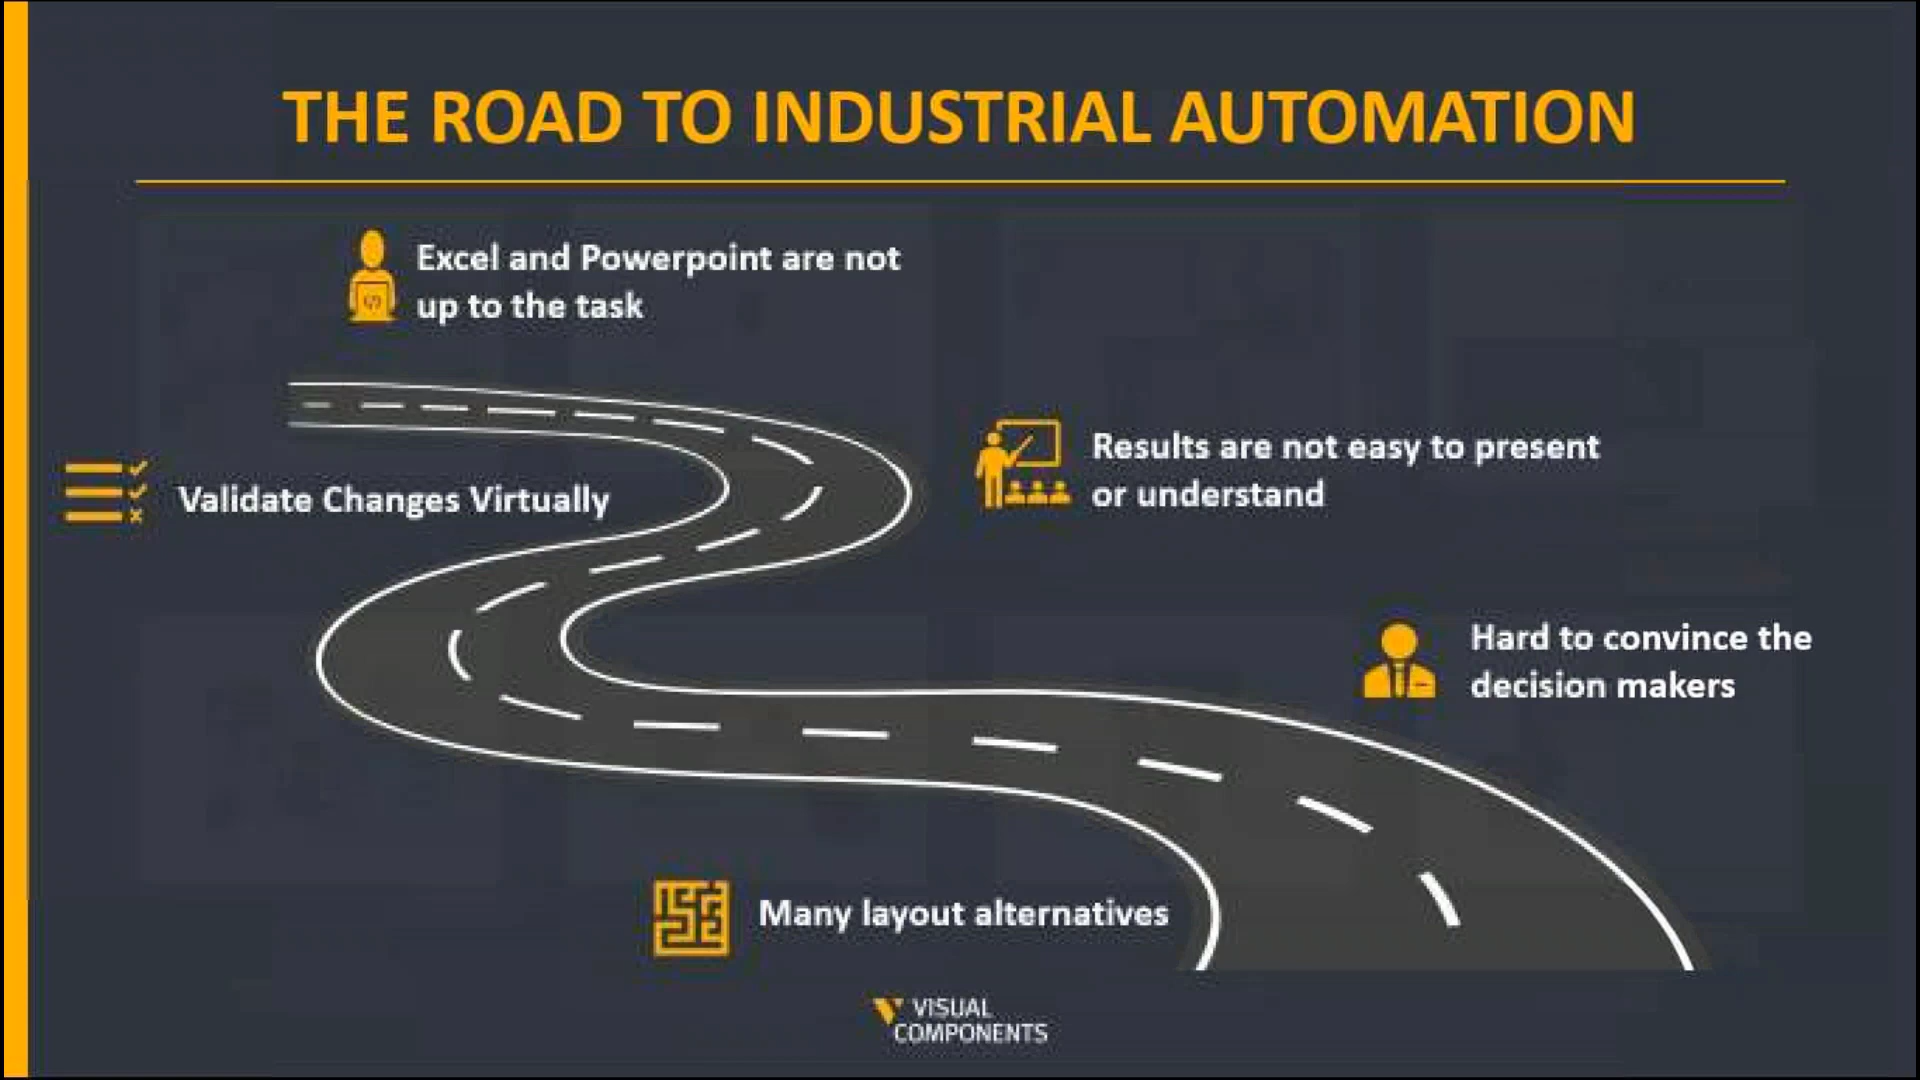 THE ROAD TO INDUSTRIAL AUTOMATION
Excel and Powerpoint are not
up to the task
Results are not easy to present
or understand
Validate Changes Virtually
Hard to convince the
decision makers
Many layout alternatives
VISUAL
COMPONENTS